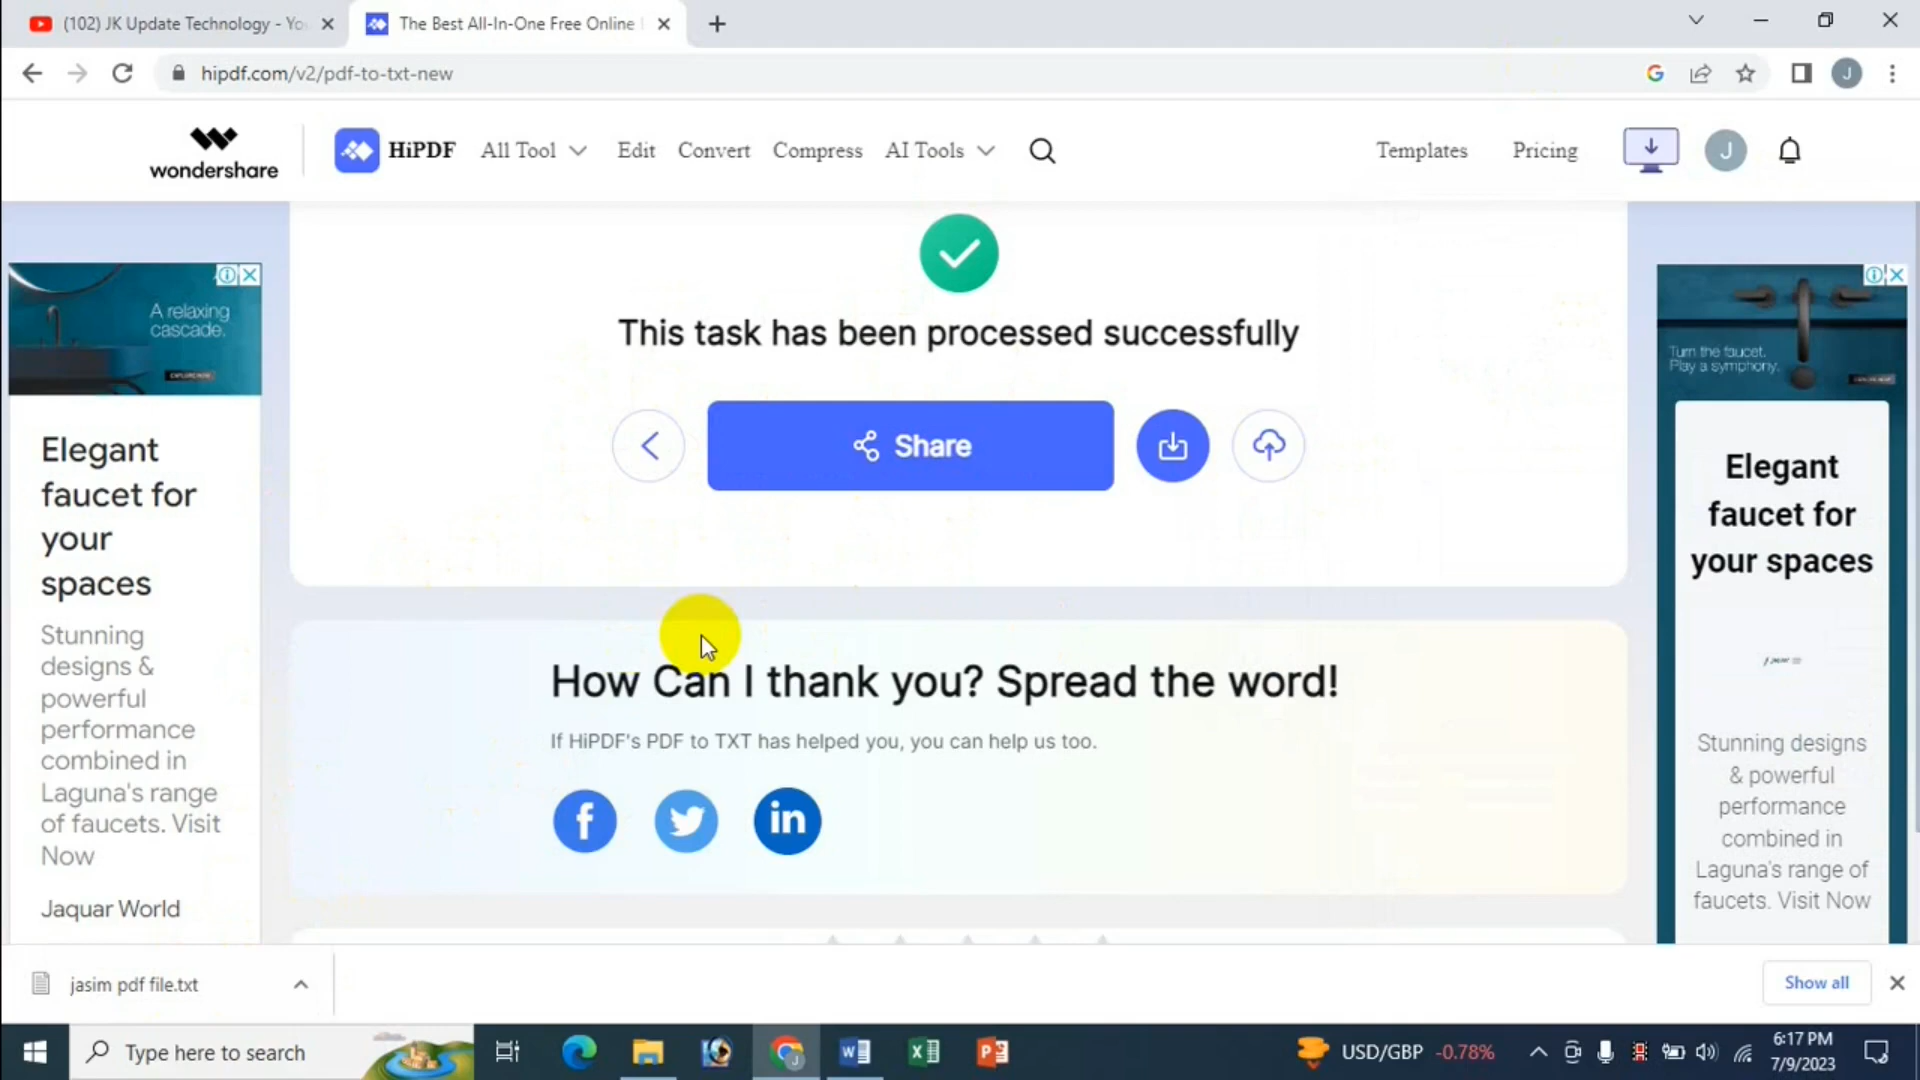 (102) JK Update Technology - Yo
The Best All-In-One Free Online
hipdf.com/v2/pdf-to-txt-new
J
wondershare
HiPDF
All Tool
Edit
Convert
Compress
AI Tools
Templates
Pricing
J
A relaxing
cascade.
EXPLORE NOW
Elegant
faucet for
your
spaces
Stunning
designs &
powerful
performance
combined in
Laguna's range
of faucets. Visit
Now
Jaquar World
This task has been processed successfully
Share
How Can I thank you? Spread the word!
If HiPDF's PDF to TXT has helped you, you can help us too.
f
in
Turn the faucet.
Play a symphony.
Elegant
faucet for
your spaces
Stunning designs
& powerful
performance
combined in
Laguna's range of
faucets. Visit Now
jasim pdf file.txt
Show all
Type here to search
USD/GBP -0.78%
6:17 PM
7/9/2023